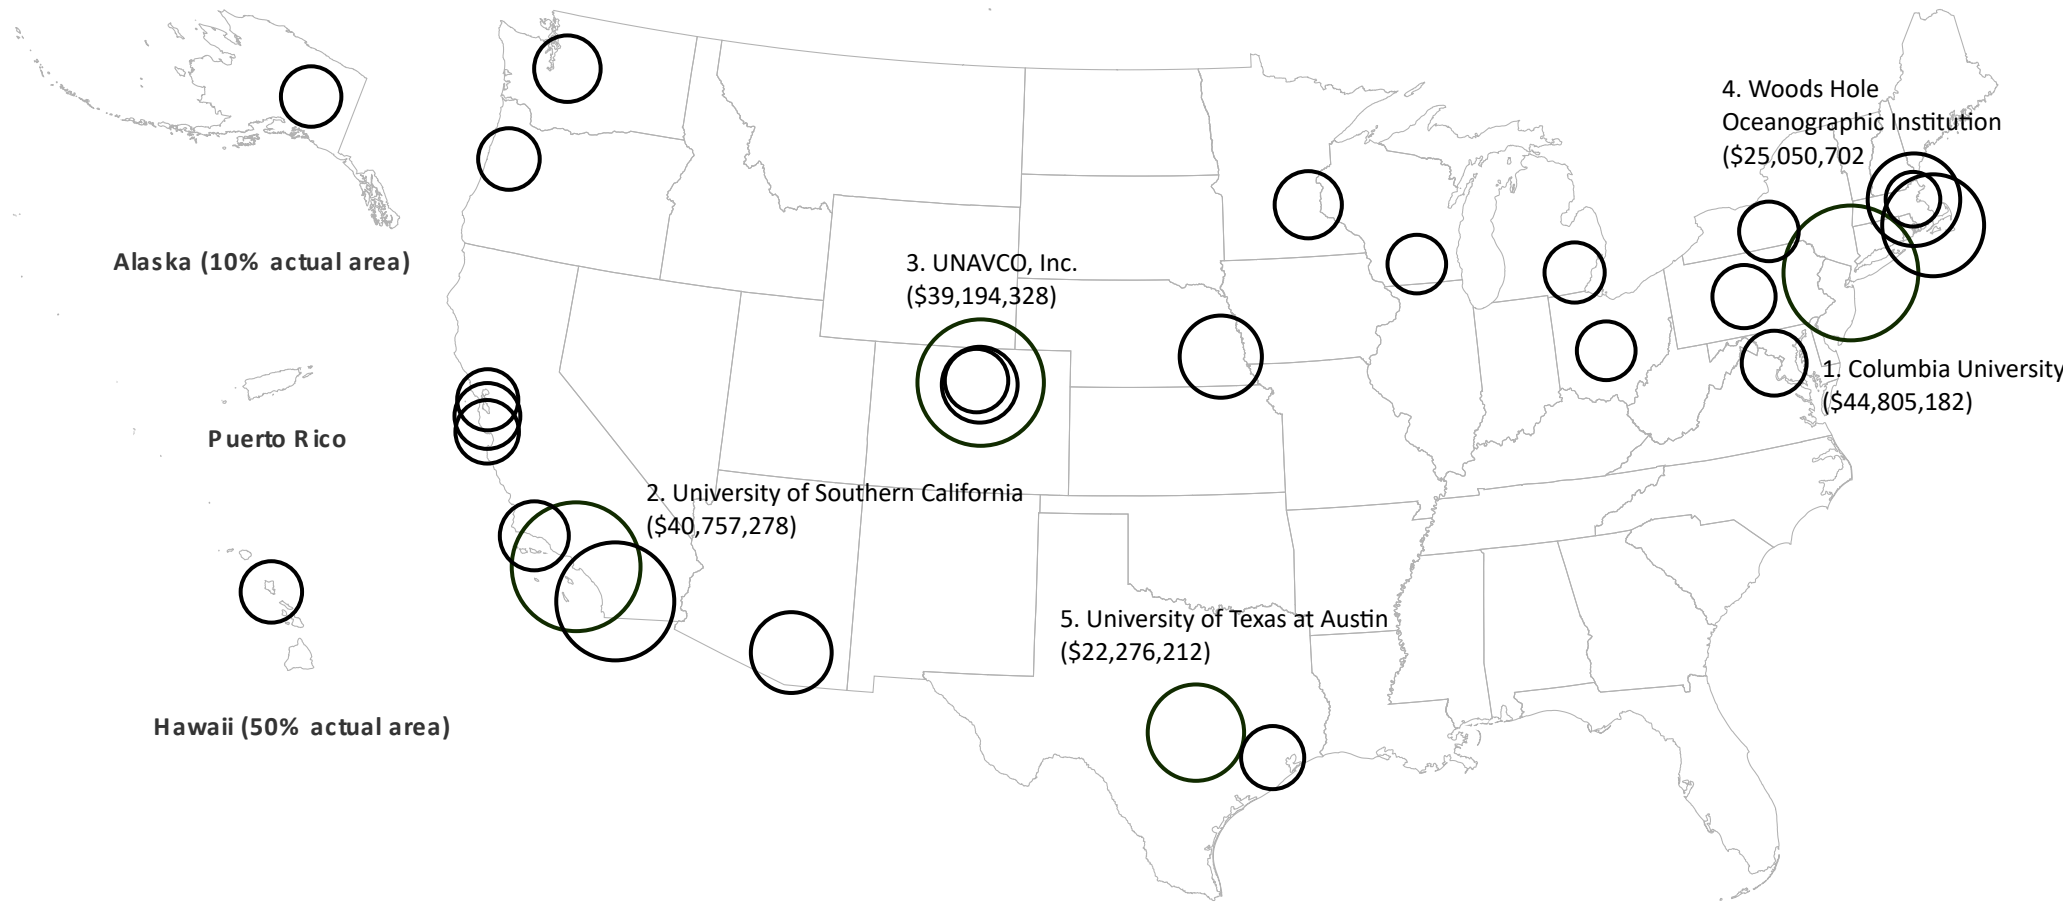 4. Woods Hole
Oceanographic Institution
($25,050,702
Alaska (10% actual area)
3. UNAVCO, Inc.
($39,194,328)
1. Columbia University
($44,805,182)
Puerto Rico
2. University of Southern California
($40,757,278)
5. University of Texas at Austin
($22,276,212)
Hawaii (50% actual area)